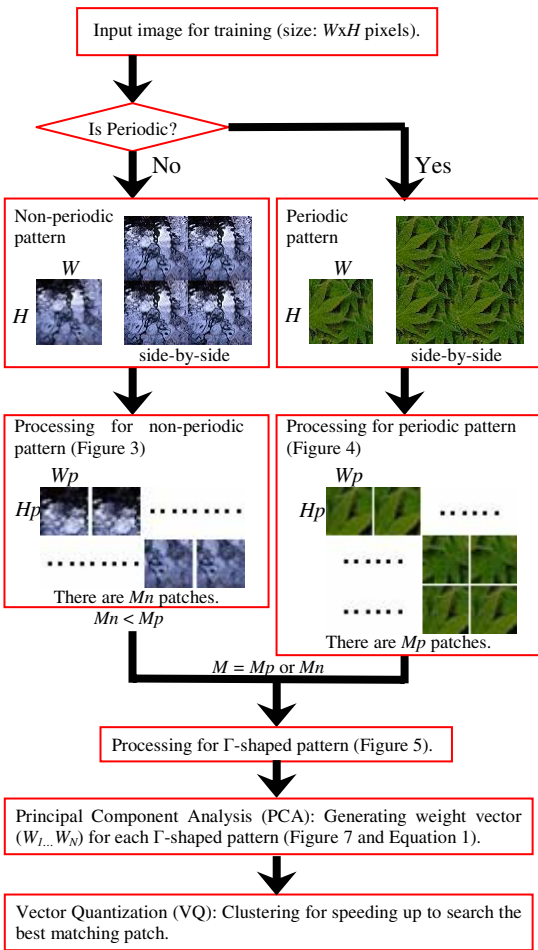 Input image for training (size: WxH pixels).
Is Periodic?
No
Yes
Non-periodic
pattern
W
H
side-by-side
Periodic
pattern
W
H
side-by-side
Processing for non-periodic
pattern (Figure 3)
Wp
Hp
There are Mn patches.
Mn < Mp
Processing for periodic pattern
(Figure 4)
Wp
Hp
There are Mp patches.
M = Mp or Mn
Processing for Γ-shaped pattern (Figure 5).
Principal Component Analysis (PCA): Generating weight vector
(W_I... W_N) for each Γ-shaped pattern (Figure 7 and Equation 1).
Vector Quantization (VQ): Clustering for speeding up to search the
best matching patch.